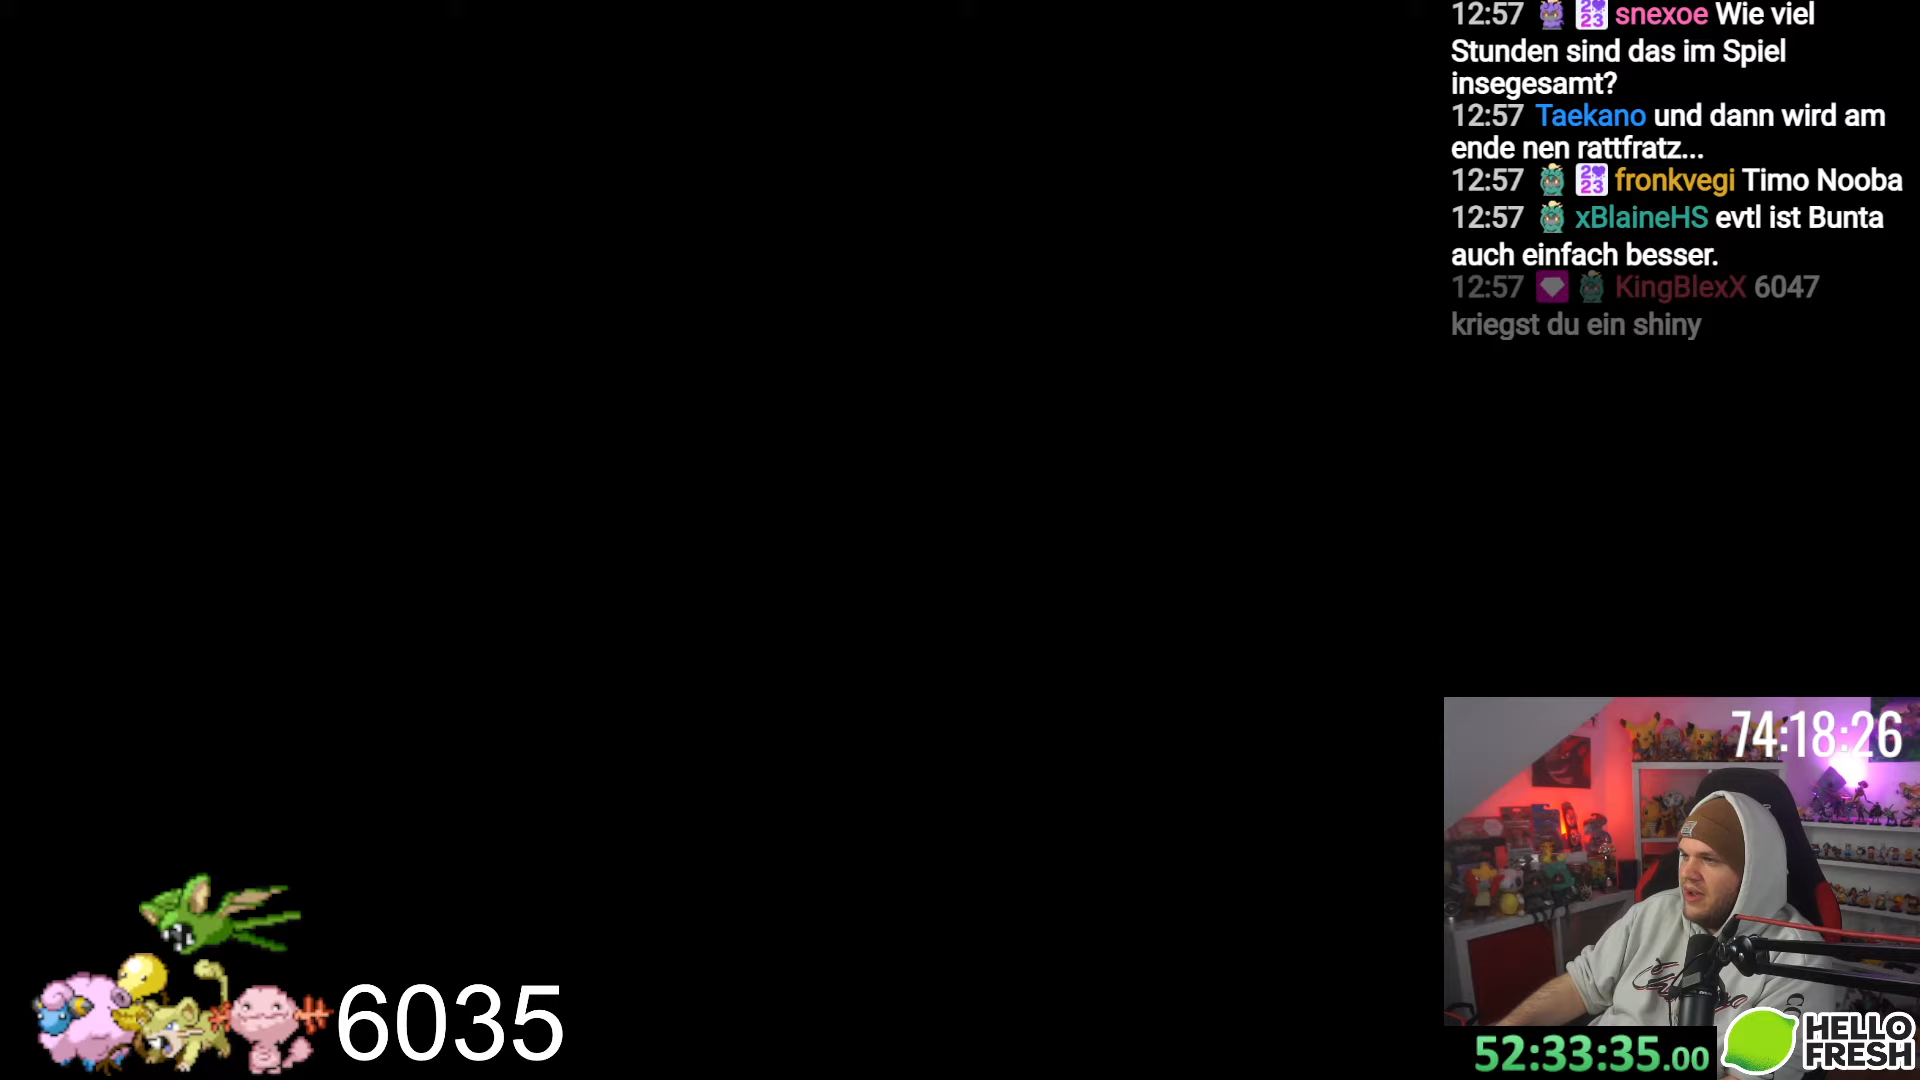 12:57 snexoe Wie viel
Stunden sind das im Spiel
insegesamt?
12:57 Taekano und dann wird am
ende nen rattfratz...
12:57 fronkvegi Timo Nooba
12:57 xBlaineHS evtl ist Bunta
auch einfach besser.
12:57 KingBlexX 6047
kriegst du ein shiny
74:18:26
6035
52:33:35.00
HELLO
FRESH